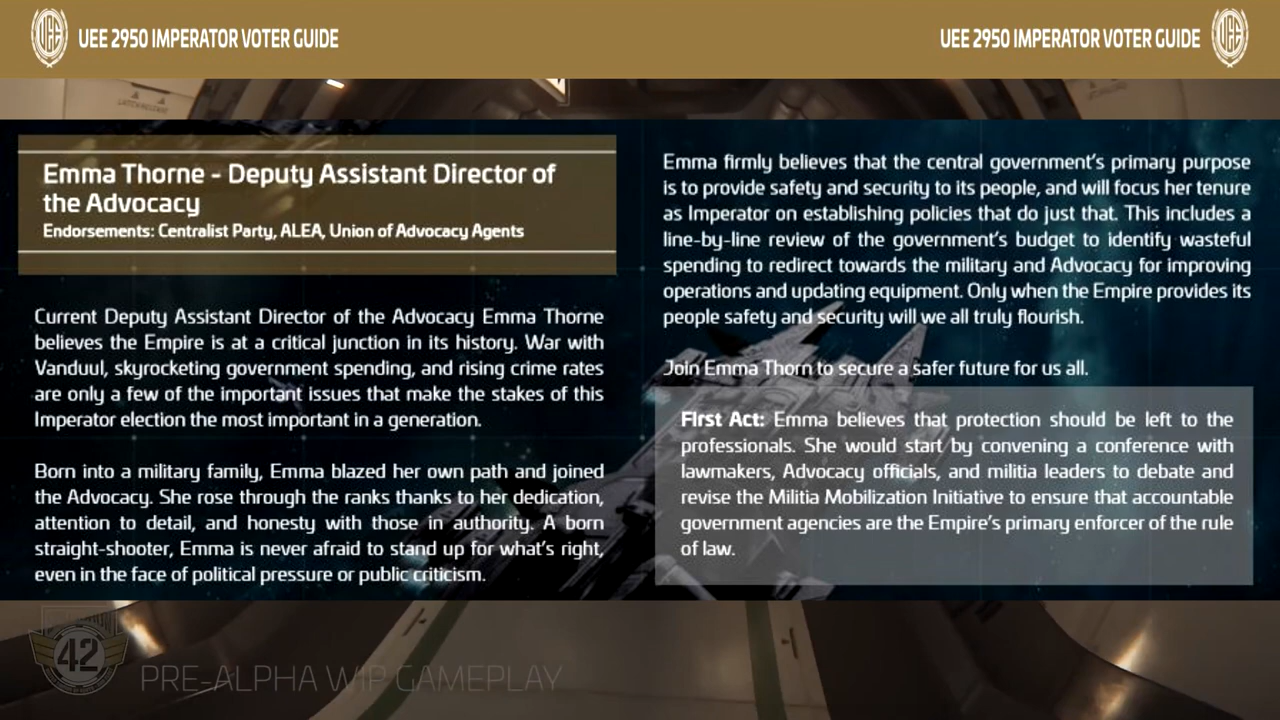 UEE 2950 IMPERATOR VOTER GUIDE
UEE 2950 IMPERATOR VOTER GUIDE
Emma Thorne - Deputy Assistant Director of
the Advocacy
Endorsements: Centralist Party, ALEA, Union of Advocacy Agents
Current Deputy Assistant Director of the Advocacy Emma Thorne
believes the Empire is at a critical junction in its history. War with
Vanduul, skyrocketing government spending, and rising crime rates
are only a few of the important issues that make the stakes of this
Imperator election the most important in a generation.
Born into a military family, Emma blazed her own path and joined
the Advocacy. She rose through the ranks thanks to her dedication,
attention to detail, and honesty with those in authority. A born
straight-shooter, Emma is never afraid to stand up for what's right,
even in the face of political pressure or public criticism.
Emma firmly believes that the central government's primary purpose
is to provide safety and security to its people, and will focus her tenure
as Imperator on establishing policies that do just that. This includes a
line-by-line review of the government's budget to identify wasteful
spending to redirect towards the military and Advocacy for improving
operations and updating equipment. Only when the Empire provides its
people safety and security will we all truly flourish.
Join Emma Thorn to secure a safer future for us all.
First Act: Emma believes that protection should be left to the
professionals. She would start by convening a conference with
lawmakers, Advocacy officials, and militia leaders to debate and
revise the Militia Mobilization Initiative to ensure that accountable
government agencies are the Empire's primary enforcer of the rule
of law.
42
PRE-ALPHA WIP GAMEPLAY